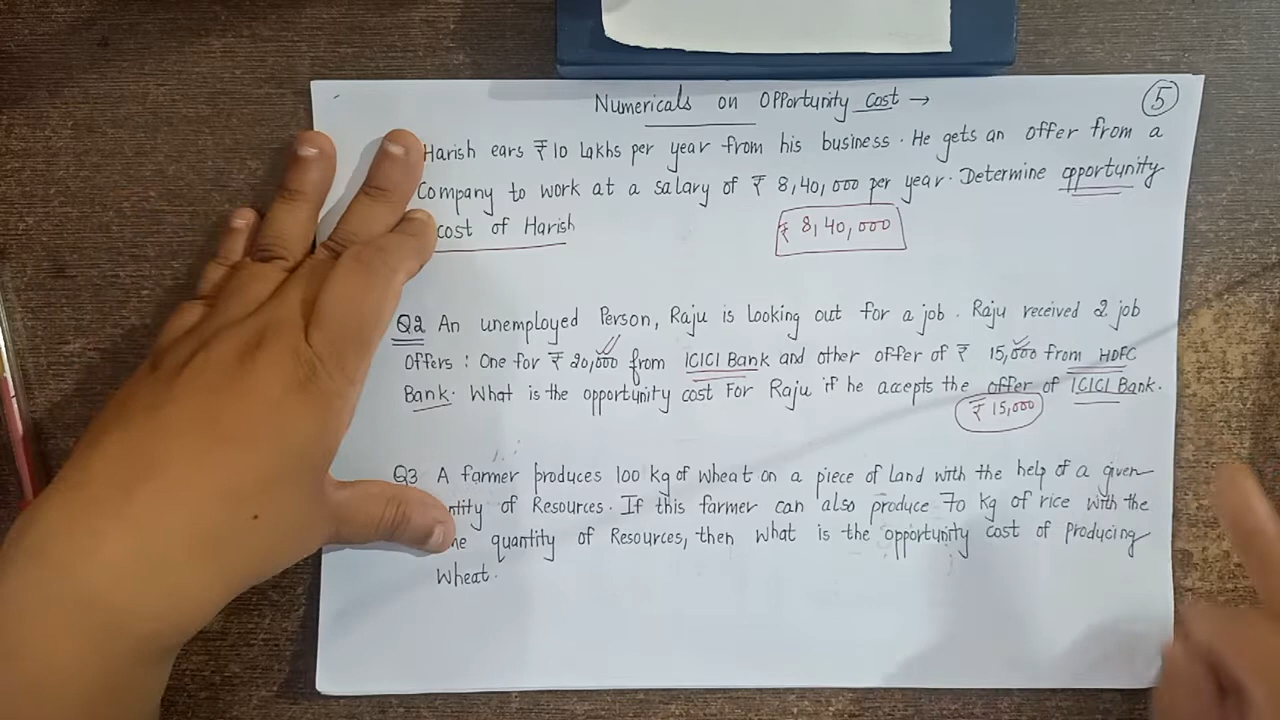 Numericals on Opportunity Cost → 5
Harish ears ₹ 10 Lakhs per year from his business. He gets an offer from a
Company to work at a salary of ₹ 8,40,000 per year. Determine opportunity
cost of Harish ₹ 8,40,000
Q2 An unemployed Person, Raju is looking out for a job. Raju received 2 job
Offers : One for ₹ 20,000 from ICICI Bank and other offer of ₹ 15,000 from HDFC
Bank. What is the opportunity cost For Raju if he accepts the offer of ICICI Bank.
₹ 15,000
Q3 A farmer produces 100 kg of wheat on a piece of Land with the help of a given
of Resources. If this farmer can also produce 70 kg of rice with the
quantity of Resources, then What is the opportunity cost of Producing
Wheat.